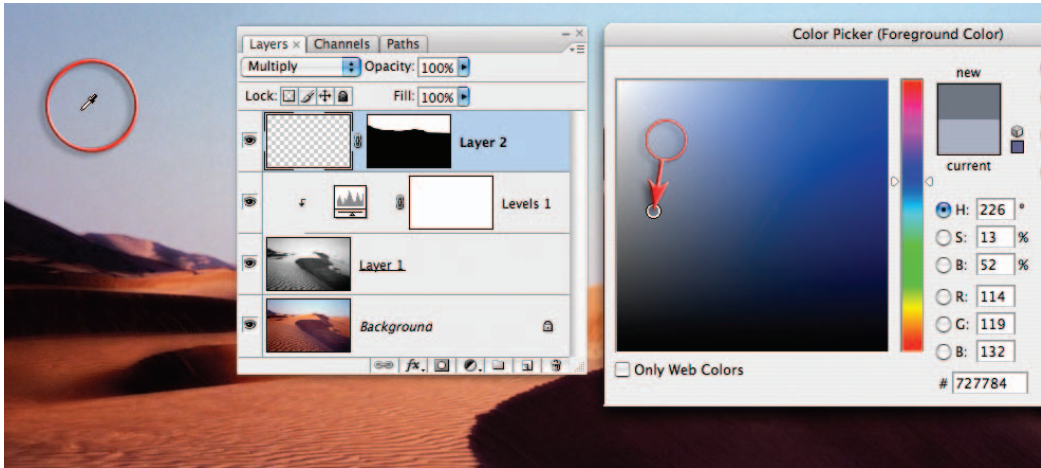 Layers × Channels Paths
Multiply Opacity: 100%
Lock: Fill: 100%
Layer 2
Levels 1
Layer 1
Background
fx.
Color Picker (Foreground Color)
new
current
H: 226 °
S: 13 %
B: 52 %
R: 114
G: 119
B: 132
# 727784
Only Web Colors